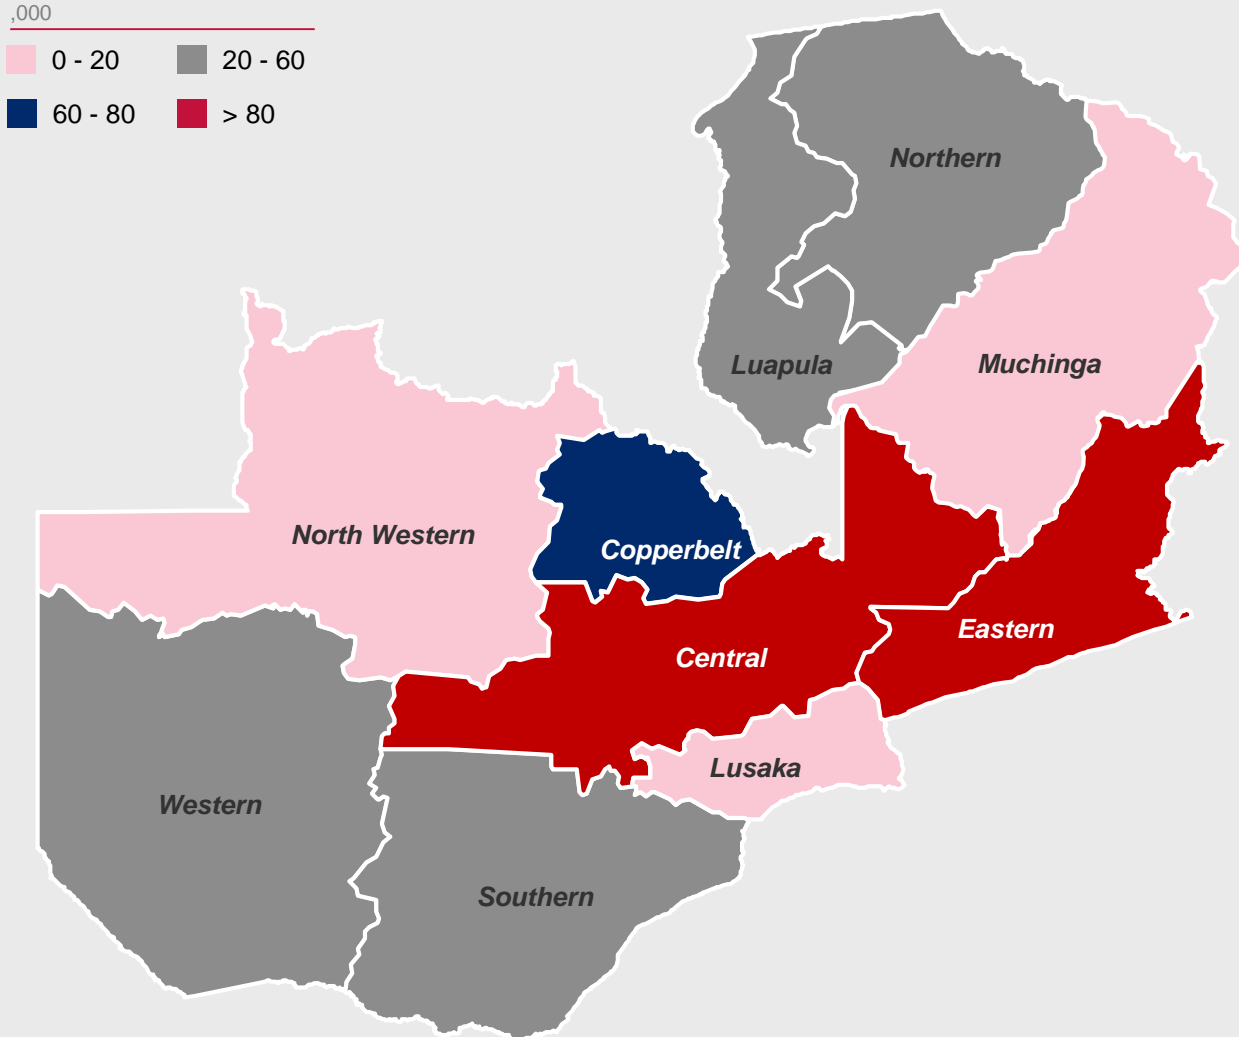 ,000
0 - 20 20 - 60
60 - 80 > 80
Northern
Luapula Muchinga
North Western
Copperbelt
Eastern
Central
Lusaka
Western
Southern